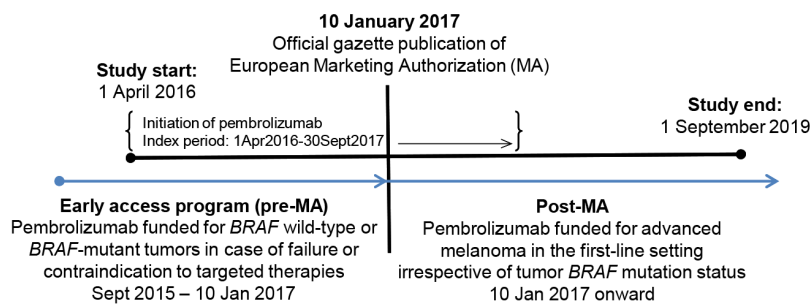 10 January 2017
Official gazette publication of
European Marketing Authorization (MA)
Study start:
1 April 2016
Study end:
1 September 2019
Initiation of pembrolizumab
Index period: 1Apr2016-30Sept2017
Early access program (pre-MA)
Pembrolizumab funded for BRAF wild-type or
BRAF-mutant tumors in case of failure or
contraindication to targeted therapies
Sept 2015 – 10 Jan 2017
Post-MA
Pembrolizumab funded for advanced
melanoma in the first-line setting
irrespective of tumor BRAF mutation status
10 Jan 2017 onward